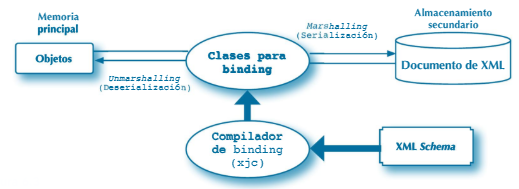 Memoria
principal
Objetos
Unmarshalling
(Deserialización)
Clases para
binding
Marshalling
(Serialización)
Almacenamiento
secundario
Documento de XML
Compilador
de binding
(xjc)
XML Schema